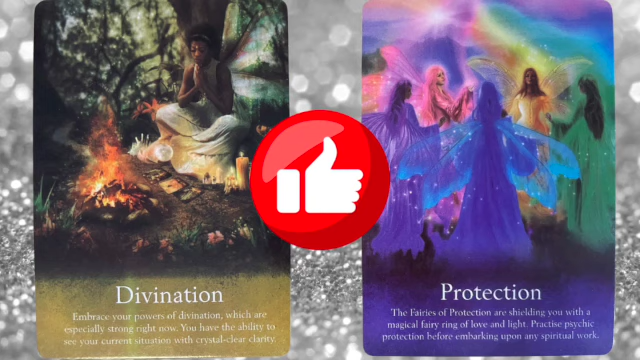 Divination
Embrace your powers of divination, which are
especially strong right now. You have the ability to
see your current situation with crystal-clear clarity.
Protection
The Fairies of Protection are shielding you with a
magical fairy ring of love and light. Practise psychic
protection before embarking upon any spiritual work.